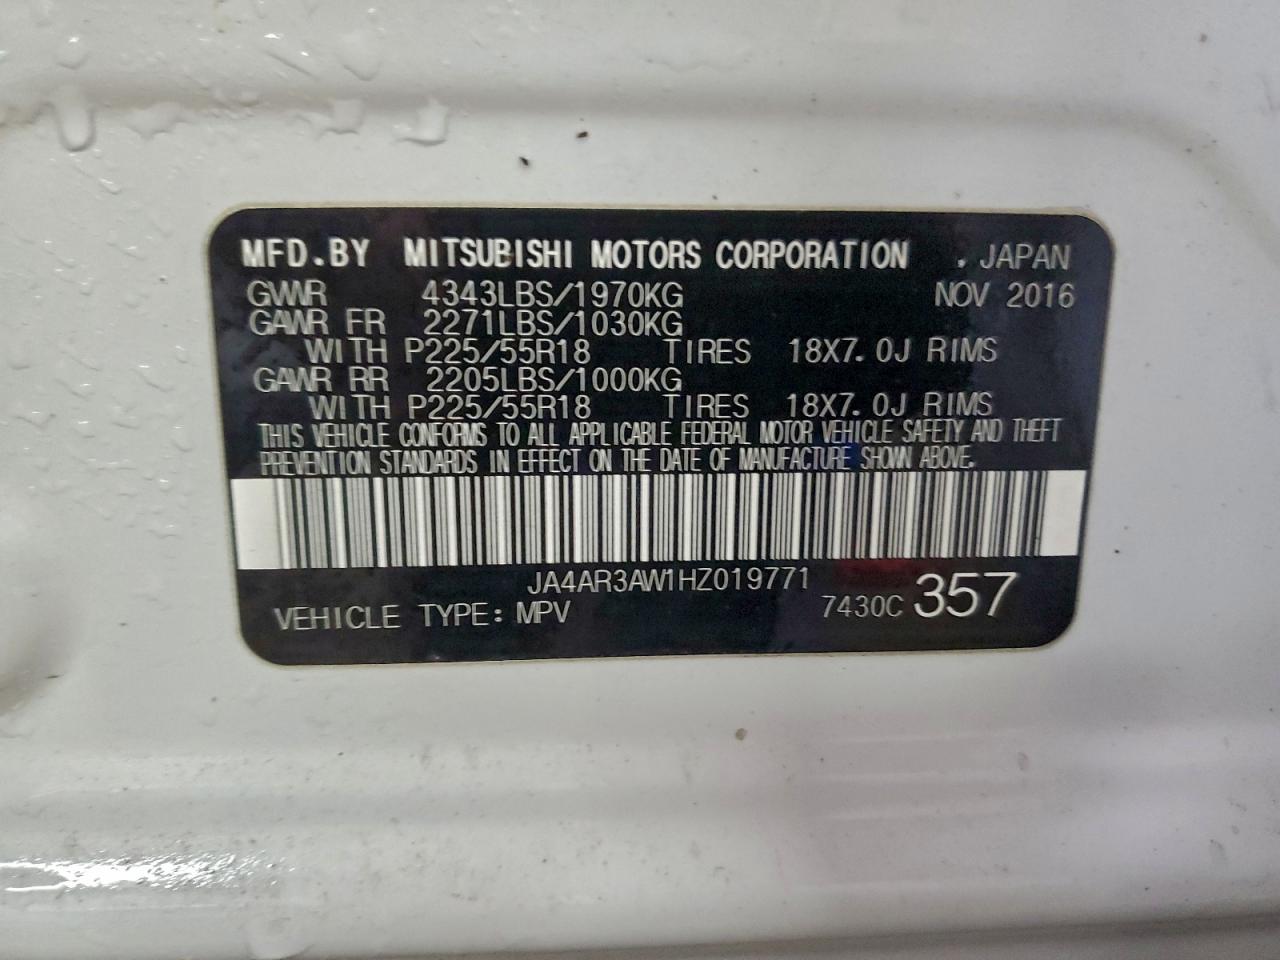 MFD.BY MITSUBISHI MOTORS CORPORATION . JAPAN
GVWR 4343LBS/1970KG NOV 2016
GAWR FR 2271LBS/1030KG
WITH P225/55R18 TIRES 18X7.0J RIMS
GAWR RR 2205LBS/1000KG
WITH P225/55R18 TIRES 18X7.0J RIMS
THIS VEHICLE CONFORMS TO ALL APPLICABLE FEDERAL MOTOR VEHICLE SAFETY AND THEFT
PREVENTION STANDARDS IN EFFECT ON THE DATE OF MANUFACTURE SHOWN ABOVE.
JA4AR3AW1HZ019771
VEHICLE TYPE: MPV 7430C 357